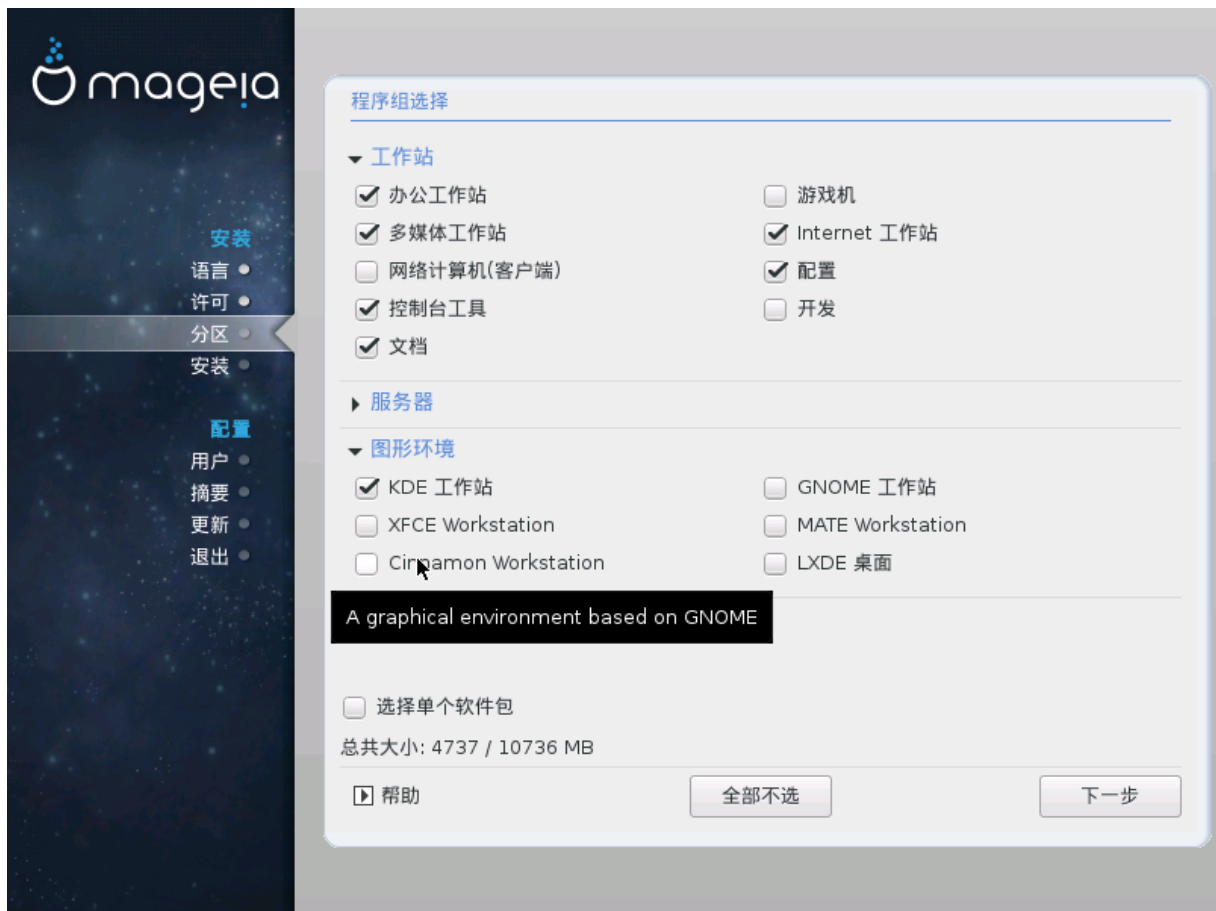 mageia
安装
语言
许可
分区
安装
配置
用户
摘要
更新
退出
程序组选择
工作站
办公工作站
游戏机
多媒体工作站
Internet 工作站
网络计算机(客户端)
配置
控制台工具
开发
文档
服务器
图形环境
KDE 工作站
GNOME 工作站
XFCE Workstation
MATE Workstation
Cinnamon Workstation
LXDE 桌面
A graphical environment based on GNOME
选择单个软件包
总共大小: 4737 / 10736 MB
帮助
全部不选
下一步